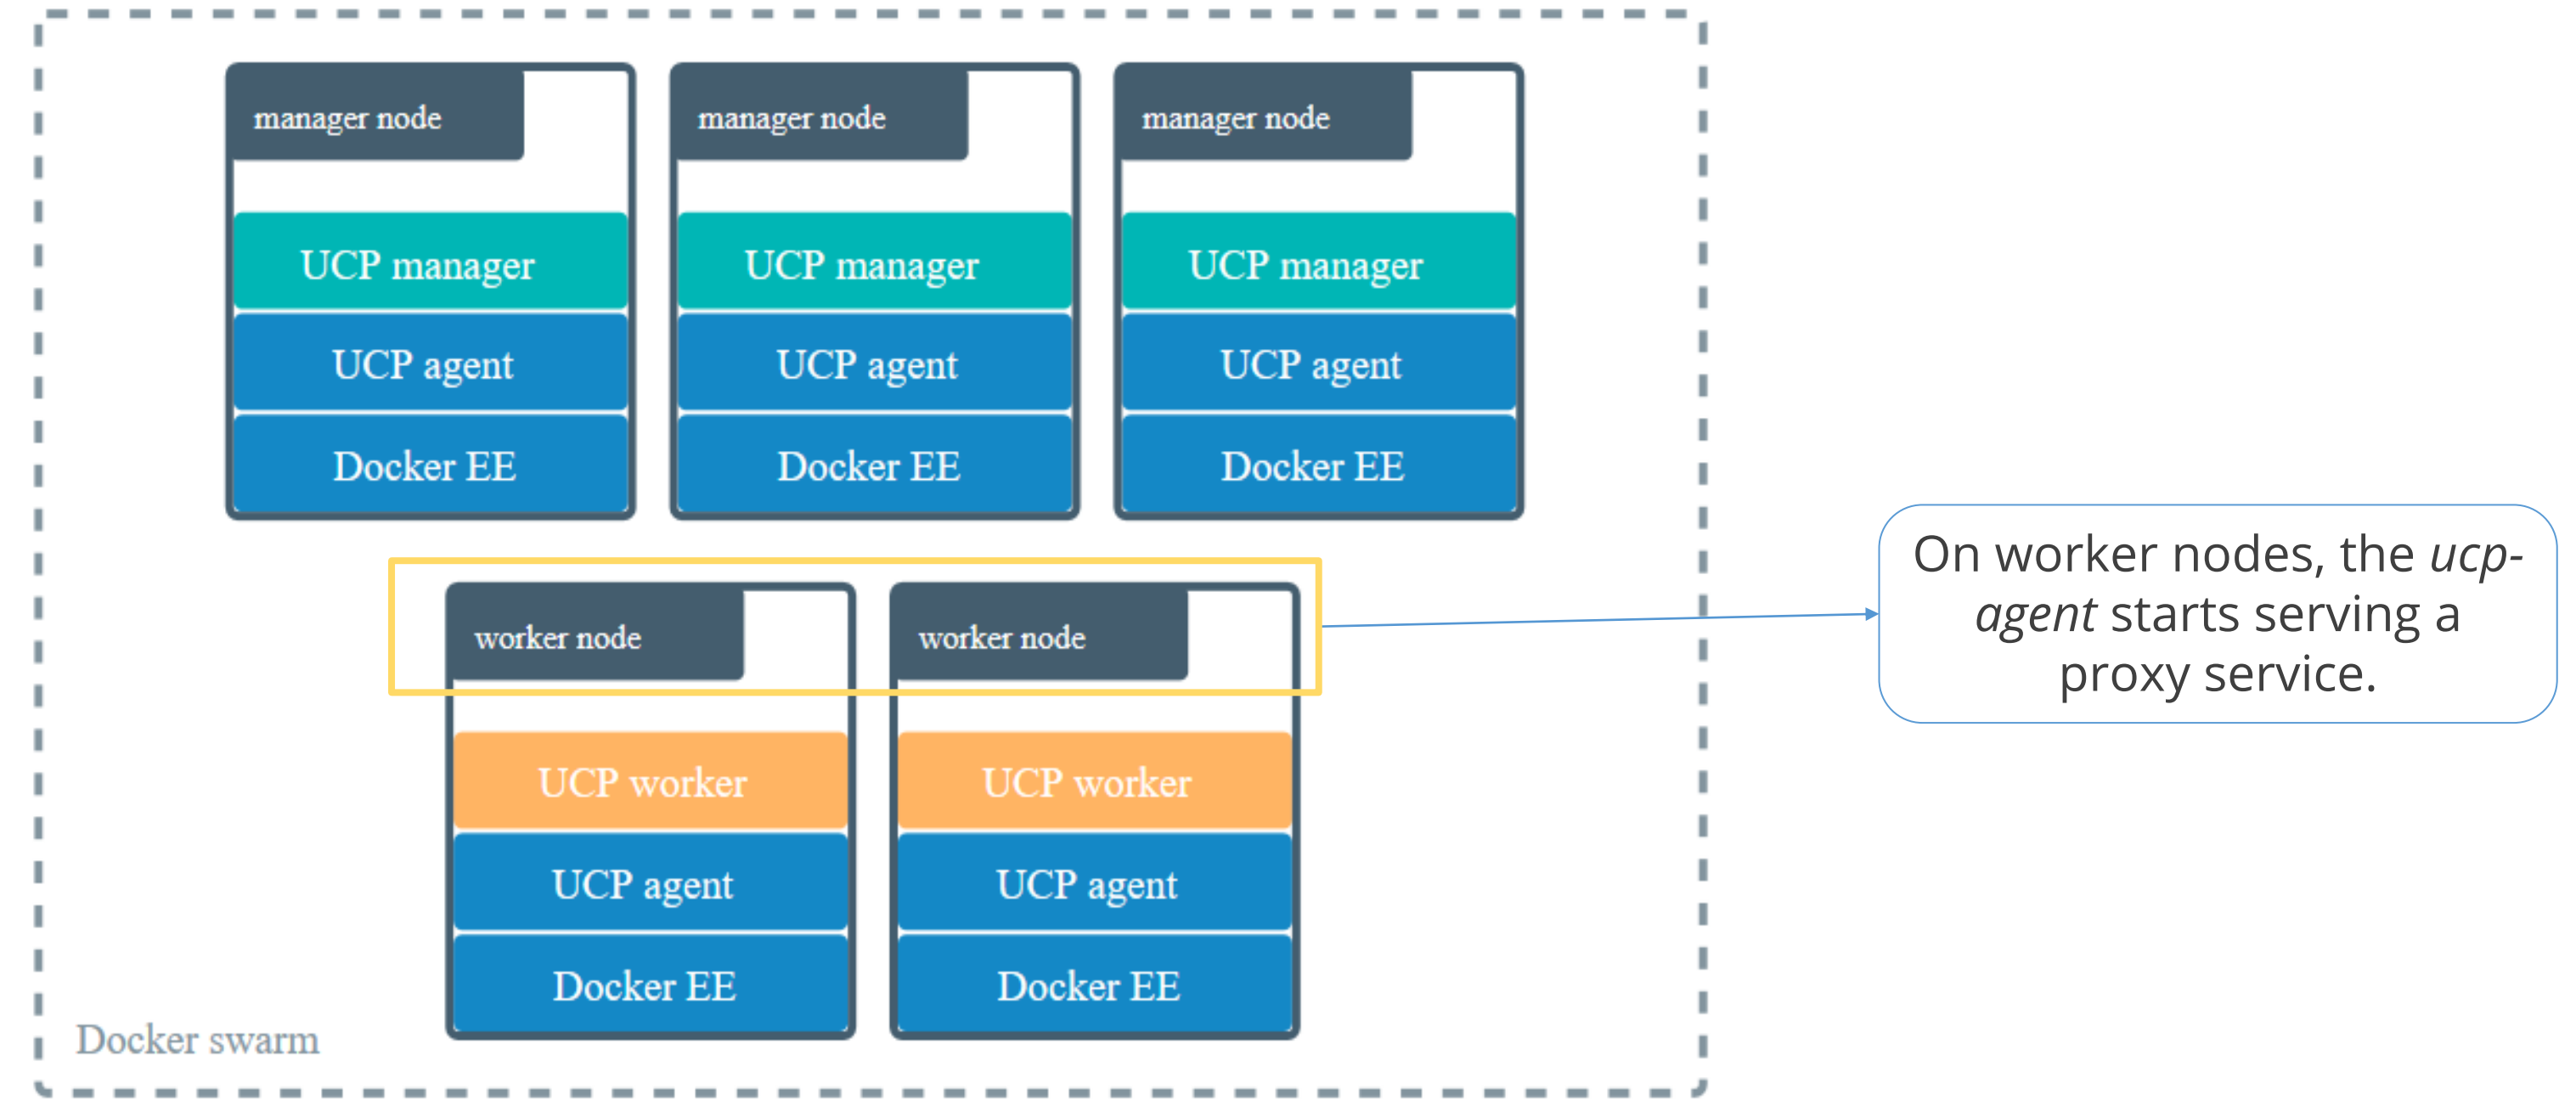 manager node
manager node
manager node
UCP manager
UCP manager
UCP manager
UCP agent
UCP agent
UCP agent
Docker EE
Docker EE
Docker EE
worker node
worker node
UCP worker
UCP worker
UCP agent
UCP agent
Docker EE
Docker EE
Docker swarm
On worker nodes, the ucp-
agent starts serving a
proxy service.